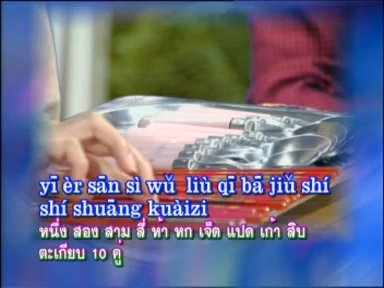 yī èr sān sì wǔ liù qī bā jiǔ shí
shí shuāng kuàizi
หนึ่ง สอง สาม สี่ ห้า หก เจ็ด แปด เก้า สิบ
ตะเกียบ 10 คู่